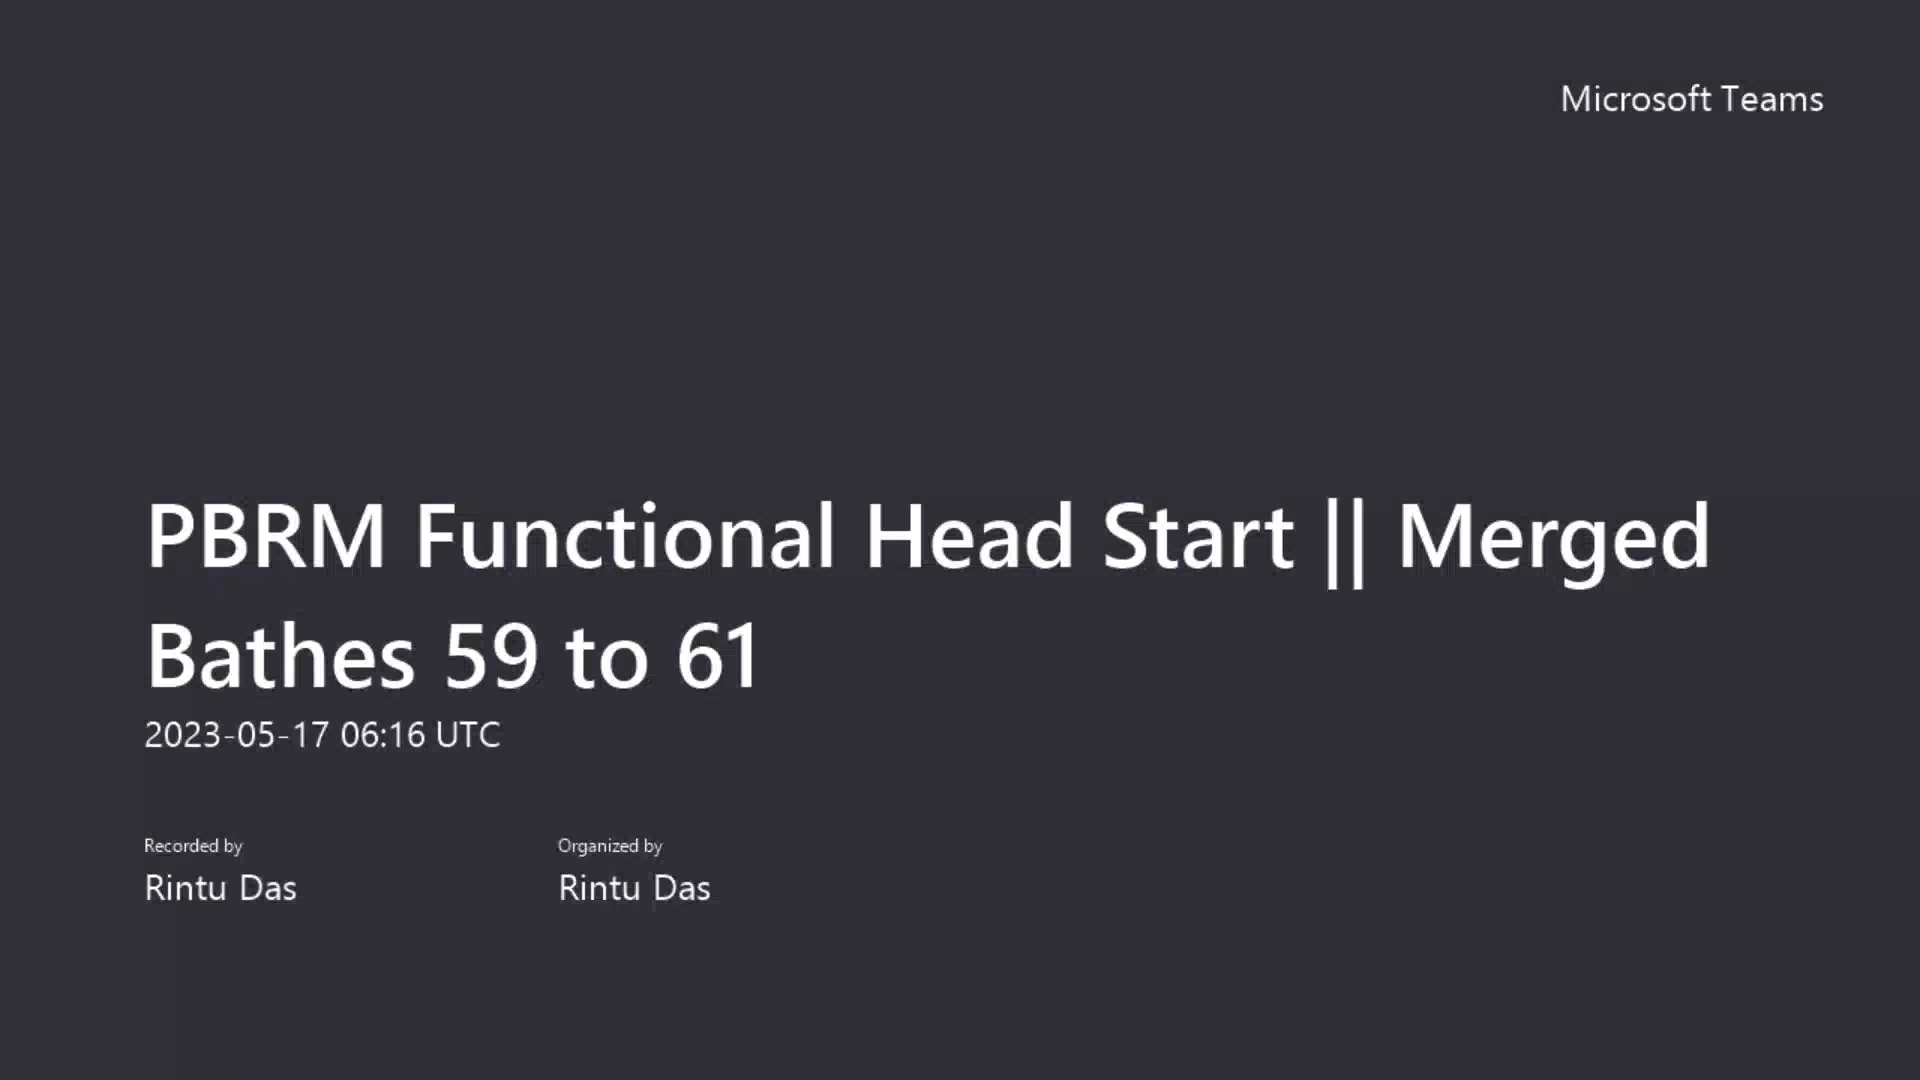 Microsoft Teams
PBRM Functional Head Start || Merged
Bathes 59 to 61
2023-05-17 06:16 UTC
Recorded by
Organized by
Rintu Das
Rintu Das